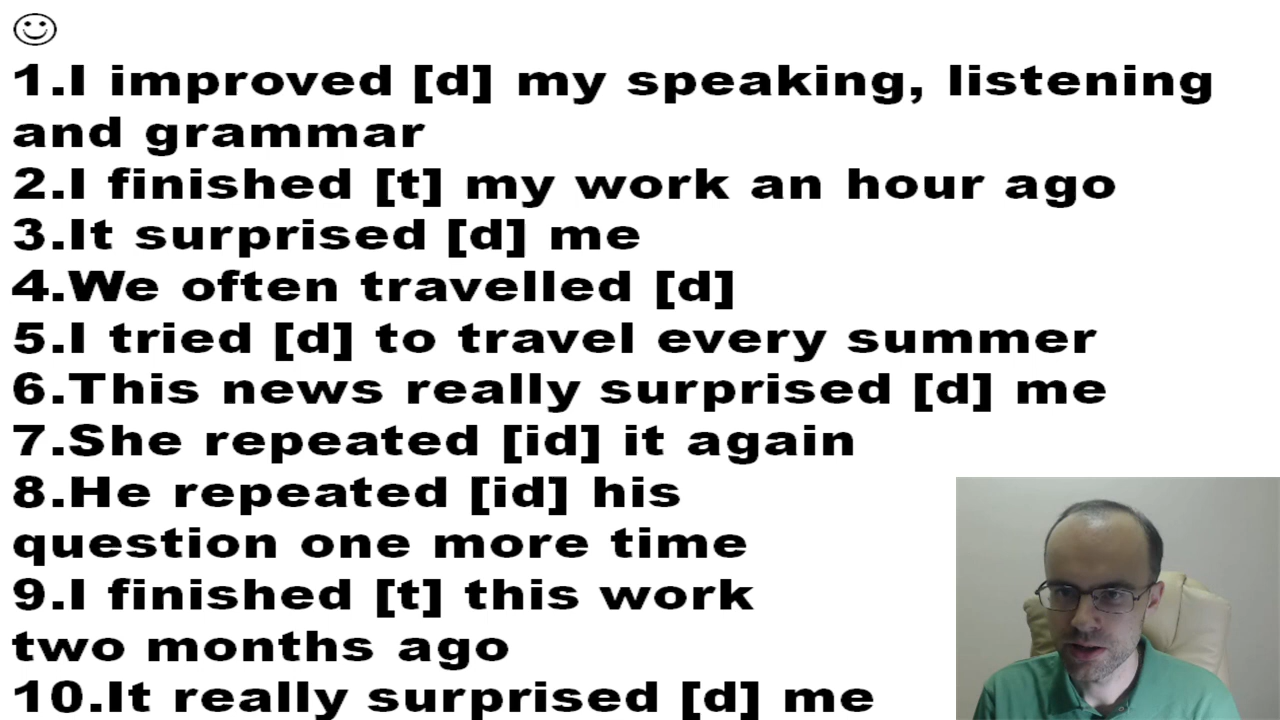 1.I improved [d] my speaking, listening
and grammar
2.I finished [t] my work an hour ago
3.It surprised [d] me
4.We often travelled [d]
5.I tried [d] to travel every summer
6.This news really surprised [d] me
7.She repeated [id] it again
8.He repeated [id] his
question one more time
9.I finished [t] this work
two months ago
10.It really surprised [d] me